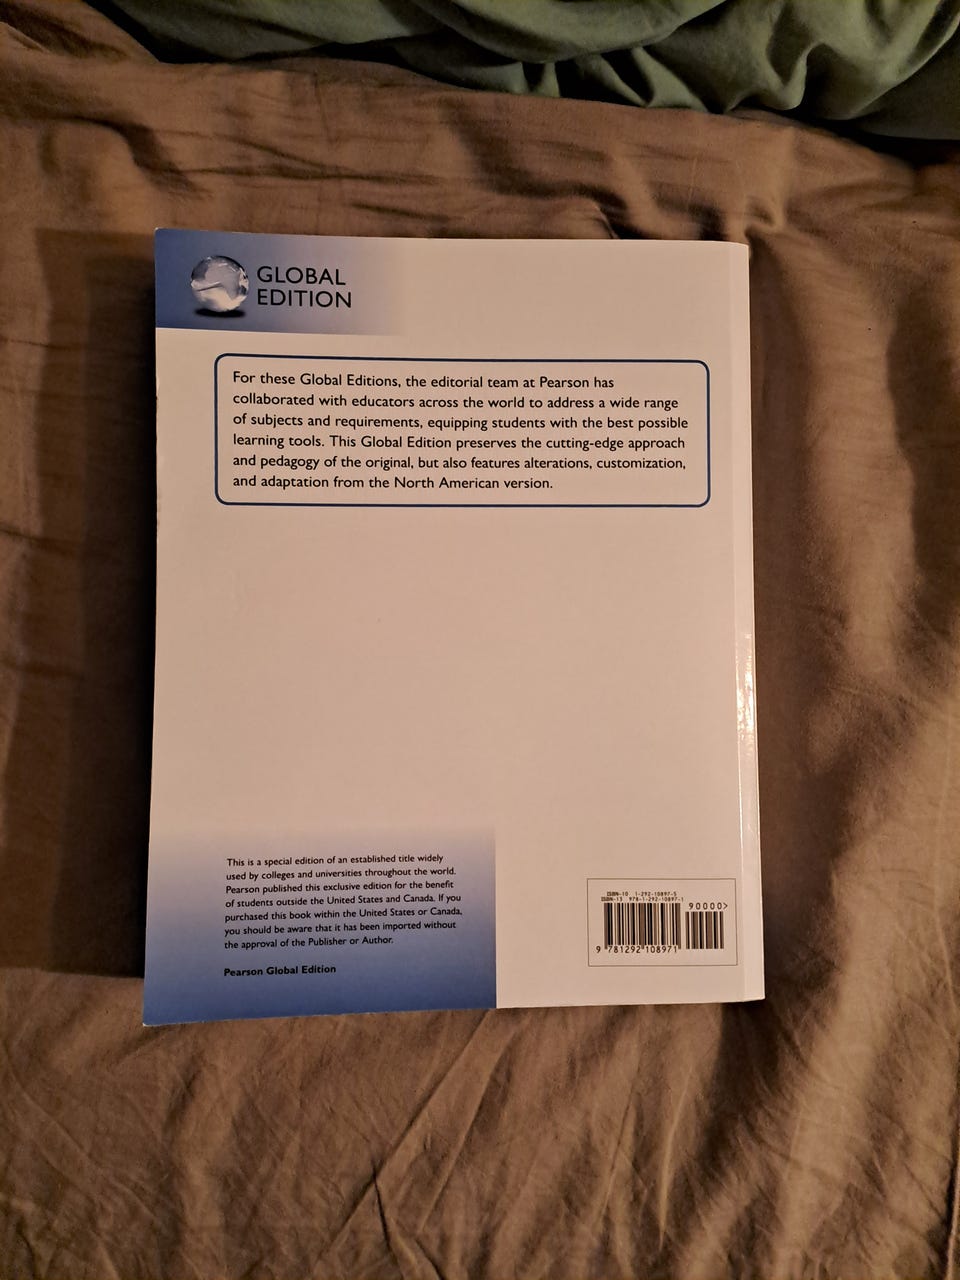 GLOBAL
EDITION
For these Global Editions, the editorial team at Pearson has
collaborated with educators across the world to address a wide range
of subjects and requirements, equipping students with the best possible
learning tools. This Global Edition preserves the cutting-edge approach
and pedagogy of the original, but also features alterations, customization,
and adaptation from the North American version.
This is a special edition of an established title widely
used by colleges and universities throughout the world.
Pearson published this exclusive edition for the benefit
of students outside the United States and Canada. If you
purchased this book within the United States or Canada,
you should be aware that it has been imported without
the approval of the Publisher or Author.
Pearson Global Edition
ISBN-10 1-292-10897-5
ISBN-13 978-1-292-10897-1
90000>
9 781292 108971